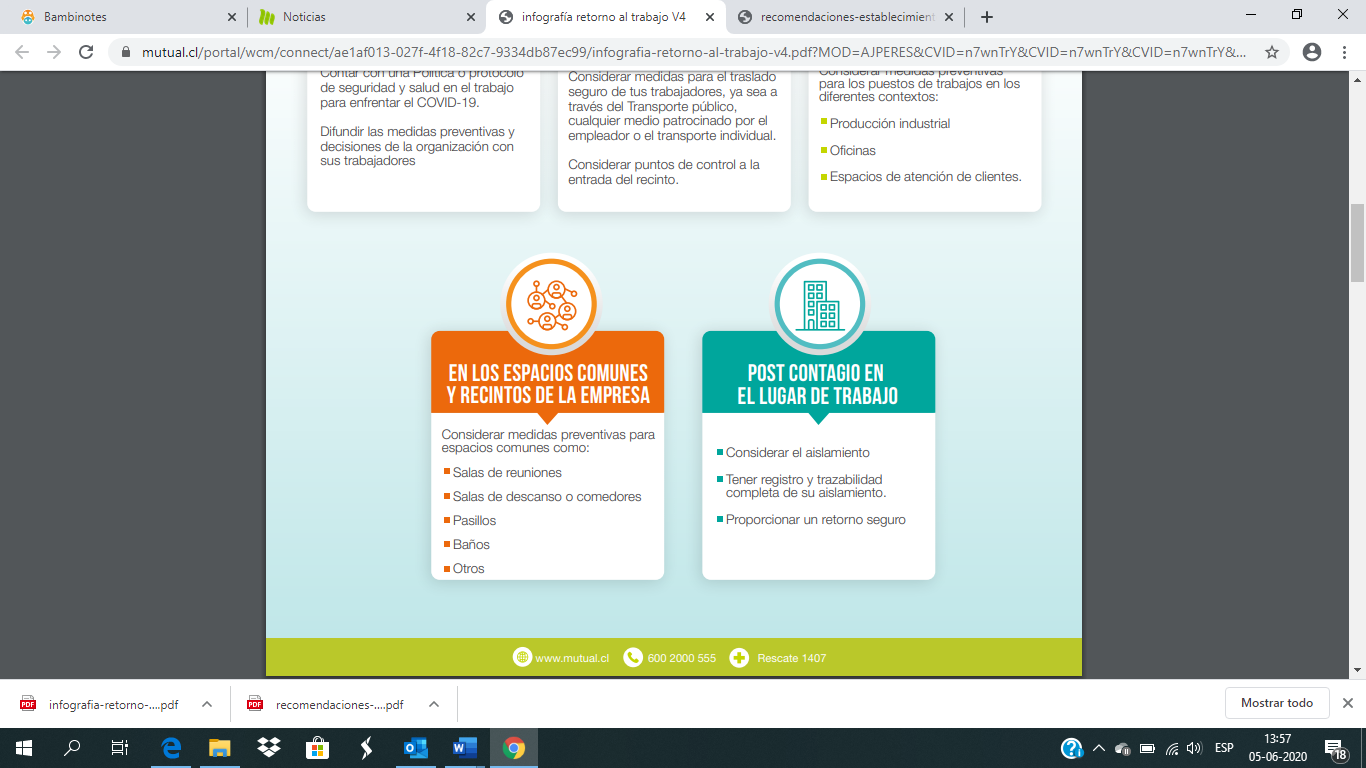 Bambinotes
Noticias
infografía retorno al trabajo V4
recomendaciones-establecimient
mutual.cl/portal/wcm/connect/ae1af013-027f-4f18-82c7-9334db87ec99/infografia-retorno-al-trabajo-v4.pdf?MOD=AJPERES&CVID=n7wnTrY&CVID=n7wnTrY&CVID=n7wnTrY&...
Contar con una Política o protocolo
de seguridad y salud en el trabajo
para enfrentar el COVID-19.
Difundir las medidas preventivas y
decisiones de la organización con
sus trabajadores
Considerar medidas para el traslado
seguro de tus trabajadores, ya sea a
través del Transporte público,
cualquier medio patrocinado por el
empleador o el transporte individual.
Considerar puntos de control a la
entrada del recinto.
Considerar medidas preventivas
para los puestos de trabajos en los
diferentes contextos:
Producción industrial
Oficinas
Espacios de atención de clientes.
EN LOS ESPACIOS COMUNES
Y RECINTOS DE LA EMPRESA
Considerar medidas preventivas para
espacios comunes como:
Salas de reuniones
Salas de descanso o comedores
Pasillos
Baños
Otros
POST CONTAGIO EN
EL LUGAR DE TRABAJO
Considerar el aislamiento
Tener registro y trazabilidad
completa de su aislamiento.
Proporcionar un retorno seguro
www.mutual.cl 600 2000 555 Rescate 1407
infografia-retorno-....pdf
recomendaciones-....pdf
Mostrar todo
ESP
13:57
05-06-2020
18